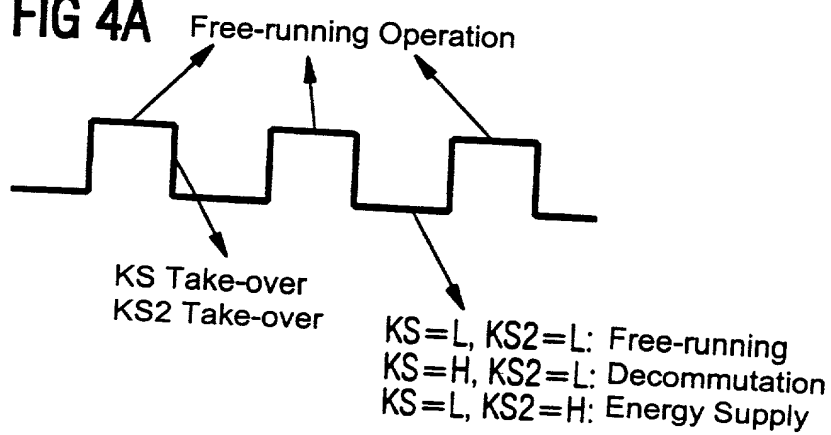 FIG 4A
Free-running Operation
KS Take-over
KS2 Take-over
KS=L, KS2=L: Free-running
KS=H, KS2=L: Decommutation
KS=L, KS2=H: Energy Supply